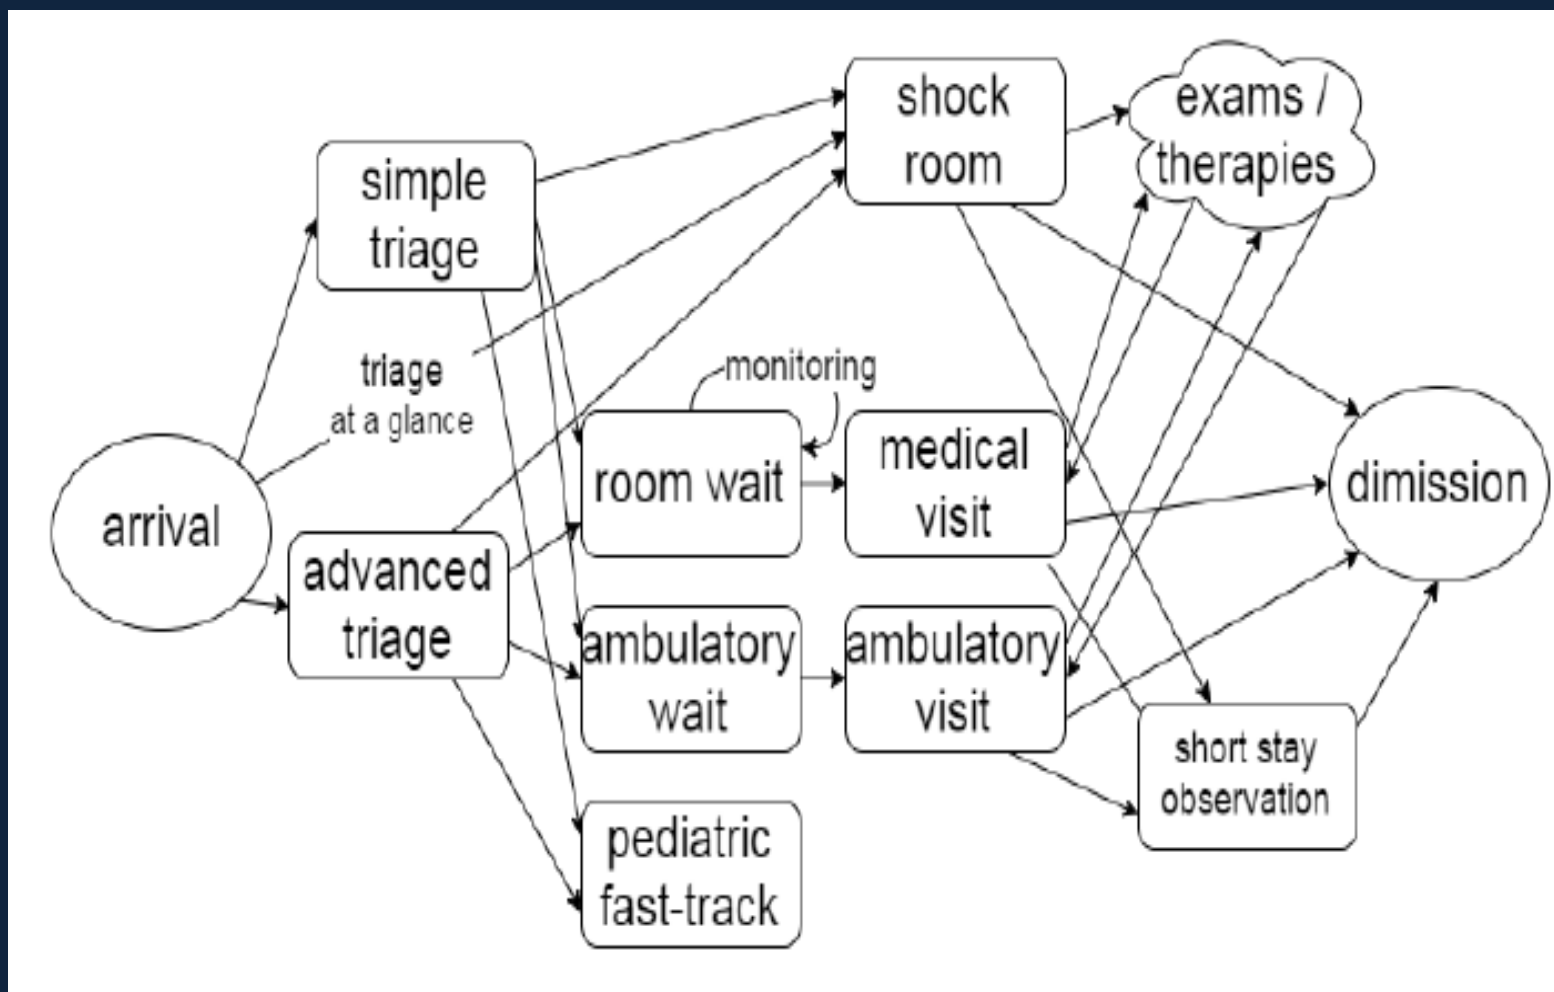 shock
room
exams /
therapies
simple
triage
triage
at a glance
monitoring
arrival
room wait
medical
visit
dimission
advanced
triage
ambulatory
wait
ambulatory
visit
short stay
observation
pediatric
fast-track